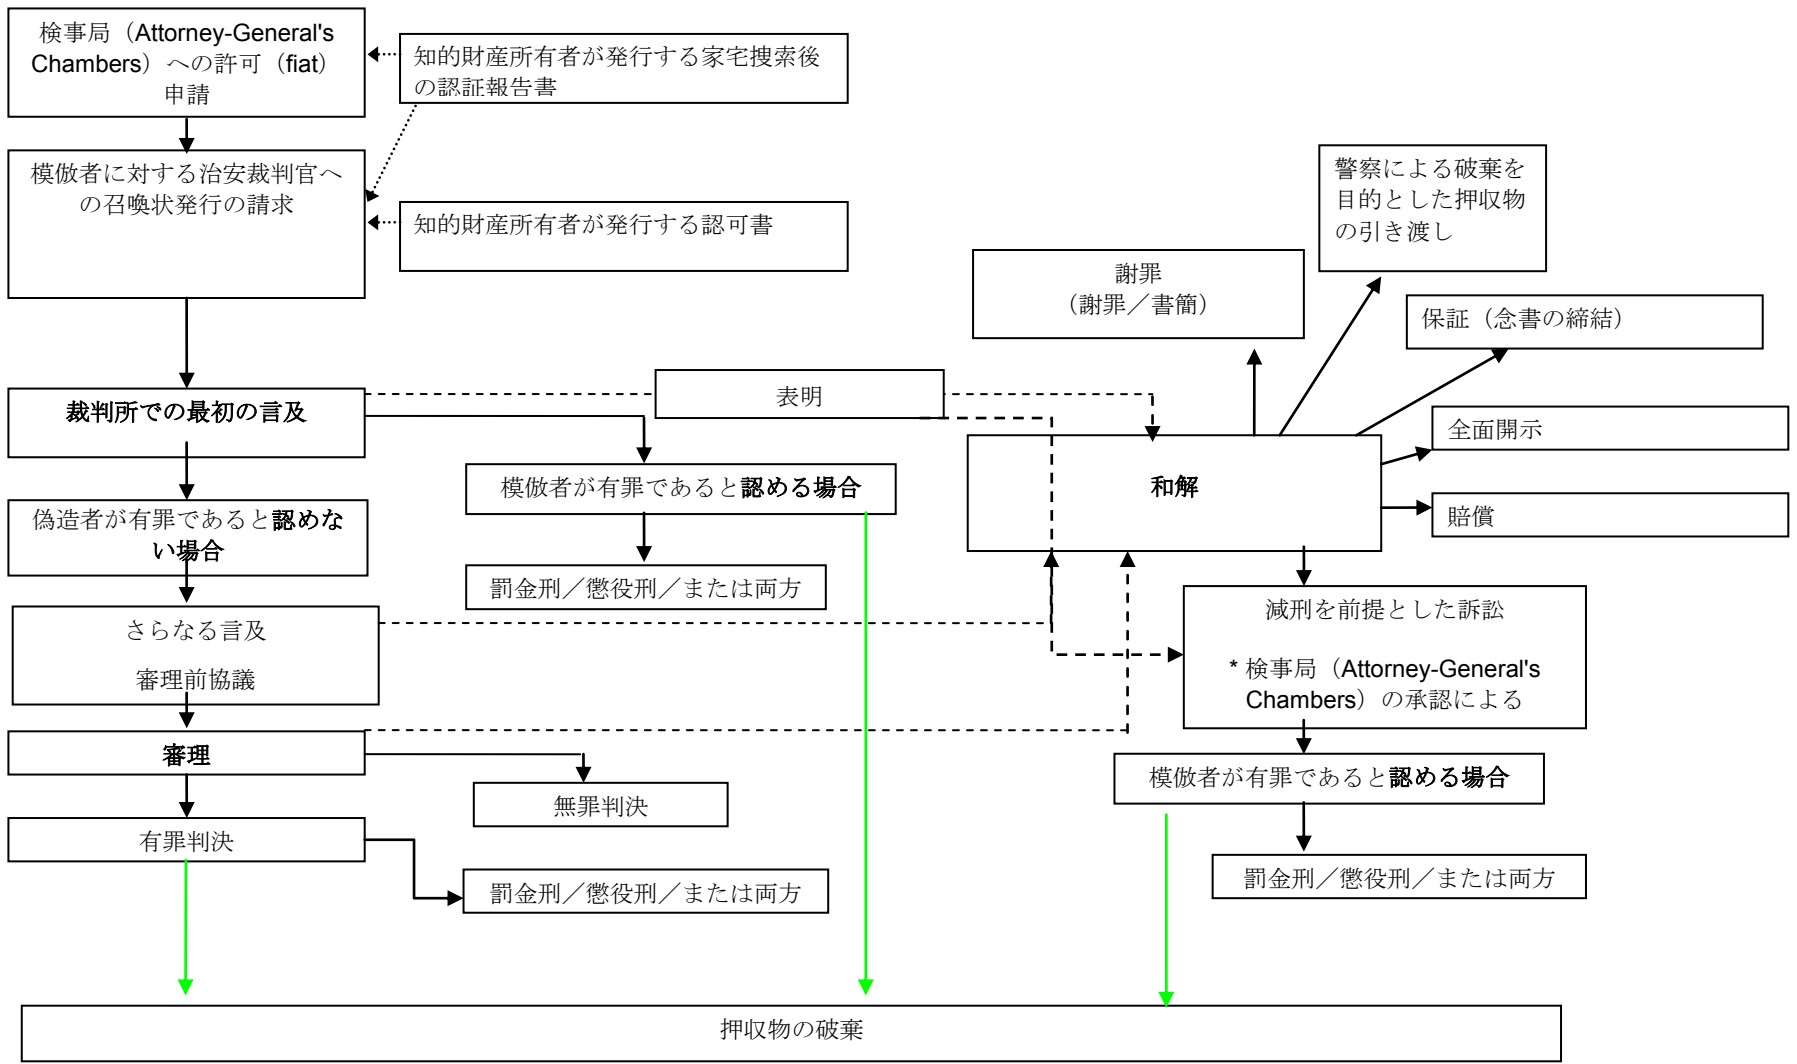 検事局（Attorney-General's
Chambers）への許可（fiat）
申請
知的財産所有者が発行する家宅捜索後
の認証報告書
模倣者に対する治安裁判官へ
の召喚状発行の請求
知的財産所有者が発行する認可書
警察による破棄を
目的とした押収物
の引き渡し
謝罪
（謝罪／書簡）
保証（念書の締結）
裁判所での最初の言及
表明
全面開示
模倣者が有罪であると認める場合
和解
賠償
偽造者が有罪であると認めな
い場合
罰金刑／懲役刑／または両方
さらなる言及
審理前協議
減刑を前提とした訴訟
* 検事局（Attorney-General's
Chambers）の承認による
審理
模倣者が有罪であると認める場合
無罪判決
有罪判決
罰金刑／懲役刑／または両方
罰金刑／懲役刑／または両方
押収物の破棄